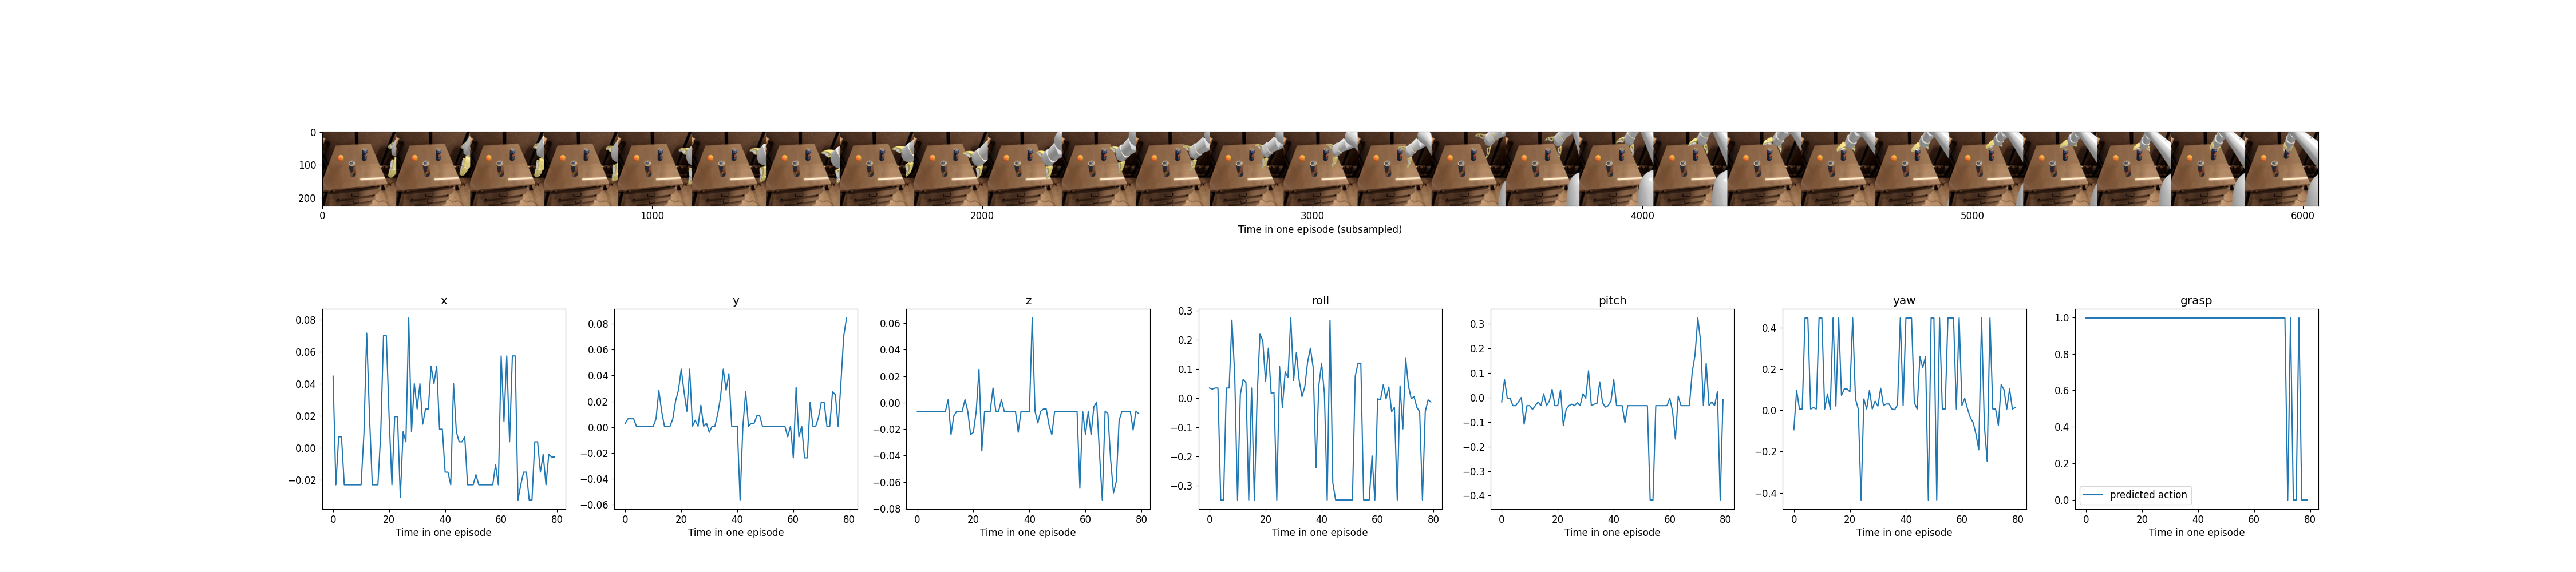 0
100
200
0 1000 2000 3000 4000 5000 6000
Time in one episode (subsampled)
x
0.08
0.06
0.04
0.02
0.00
−0.02
0 20 40 60 80
Time in one episode
y
0.08
0.06
0.04
0.02
0.00
−0.02
−0.04
−0.06
0 20 40 60 80
Time in one episode
z
0.06
0.04
0.02
0.00
−0.02
−0.04
−0.06
−0.08
0 20 40 60 80
Time in one episode
roll
0.3
0.2
0.1
0.0
−0.1
−0.2
−0.3
0 20 40 60 80
Time in one episode
pitch
0.3
0.2
0.1
0.0
−0.1
−0.2
−0.3
−0.4
0 20 40 60 80
Time in one episode
yaw
0.4
0.2
0.0
−0.2
−0.4
0 20 40 60 80
Time in one episode
grasp
1.0
0.8
0.6
0.4
0.2
0.0
predicted action
0 20 40 60 80
Time in one episode